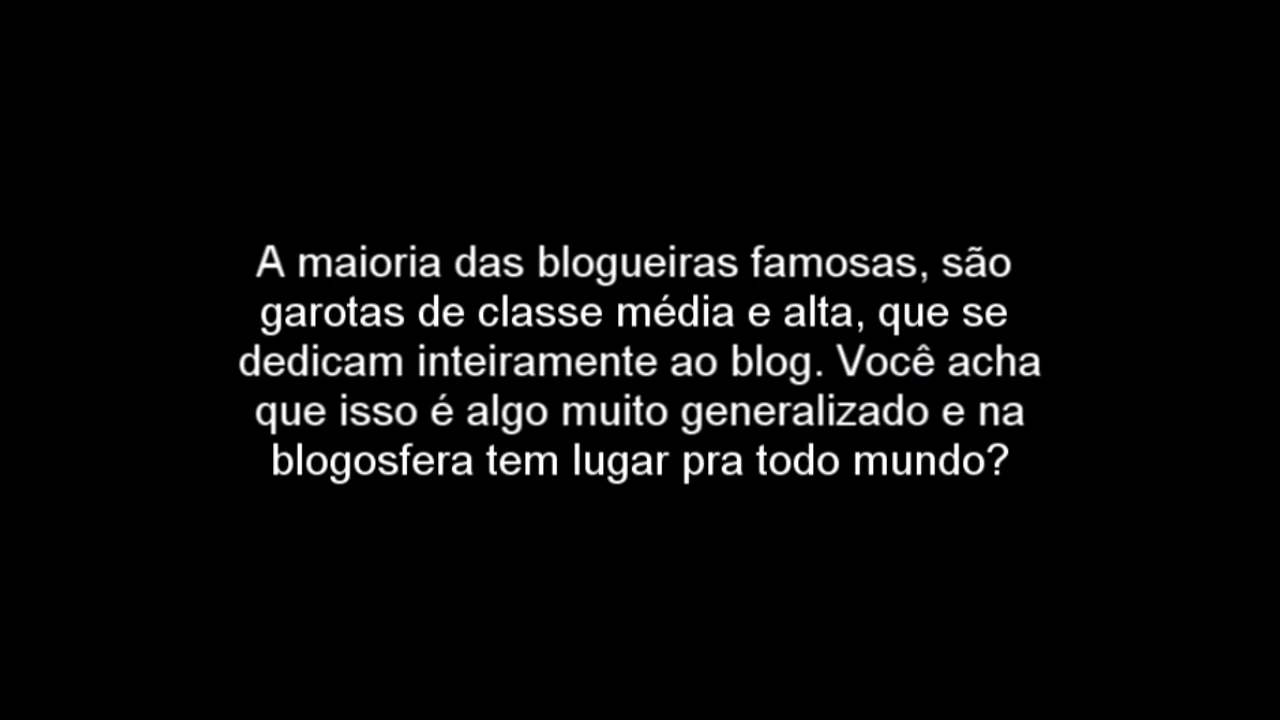 A maioria das blogueiras famosas, são
garotas de classe média e alta, que se
dedicam inteiramente ao blog. Você acha
que isso é algo muito generalizado e na
blogosfera tem lugar pra todo mundo?